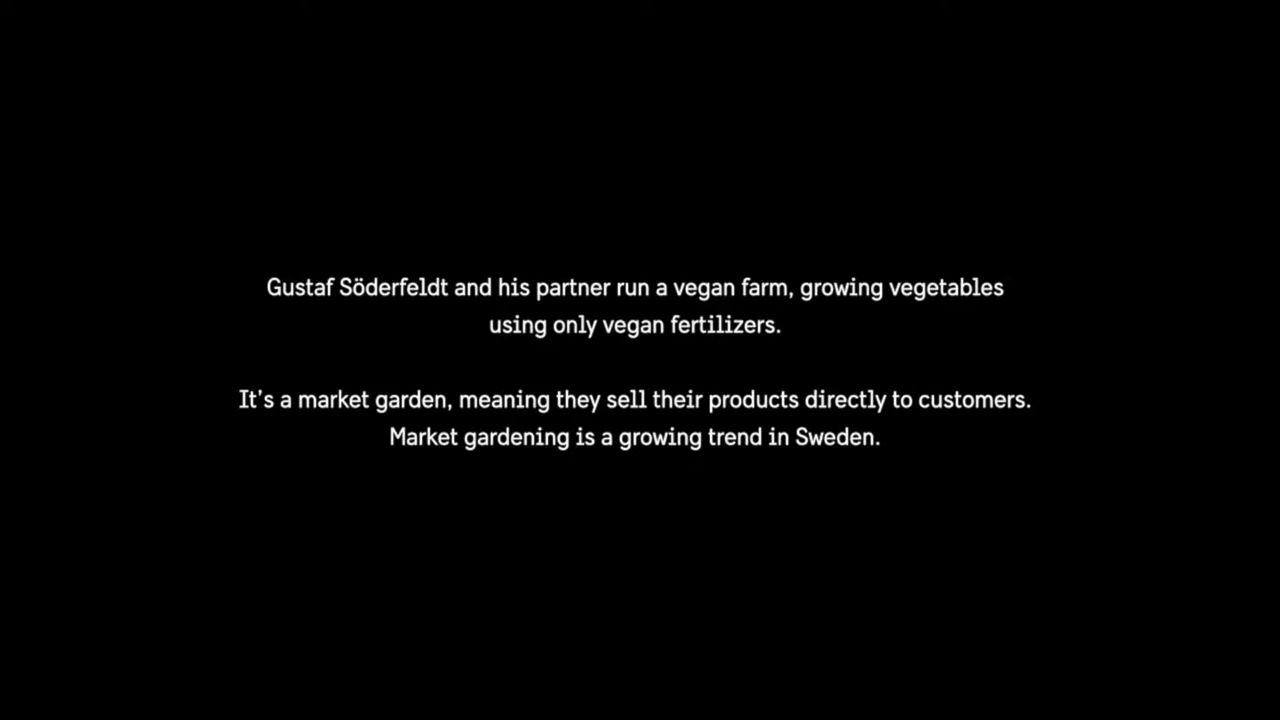 Gustaf Söderfeldt and his partner run a vegan farm, growing vegetables
using only vegan fertilizers.
It's a market garden, meaning they sell their products directly to customers.
Market gardening is a growing trend in Sweden.